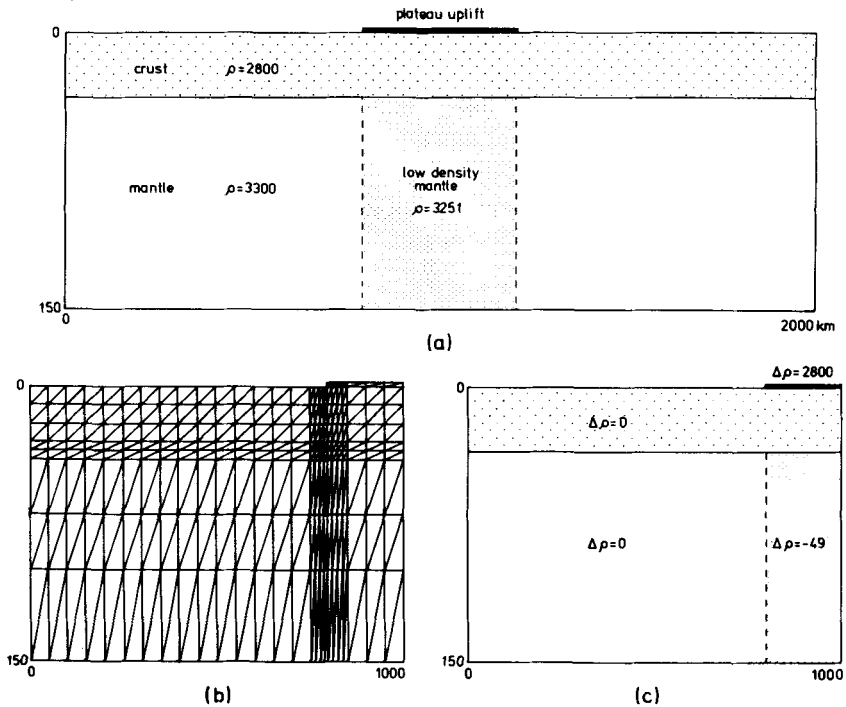 plateau uplift
0
crust ρ=2800
mantle ρ=3300
low density
mantle
ρ=3251
150
0
2000 km
(a)
0
150
0
1000
(b)
Δρ=2800
0
Δρ=0
Δρ=0
Δρ=-49
150
0
1000
(c)